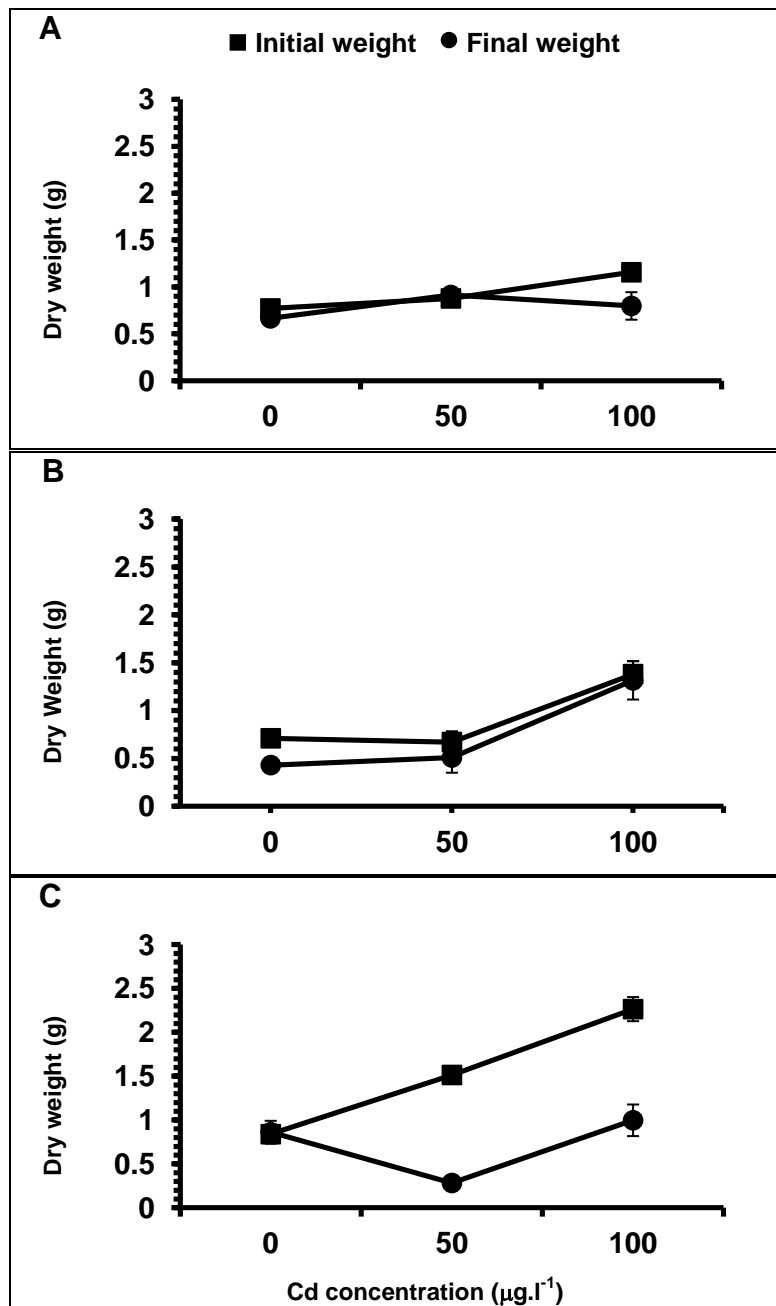 A
Initial weight Final weight
3
2.5
2
1.5
1
0.5
0
Dry weight (g)
0 50 100
B
3
2.5
2
1.5
1
0.5
0
Dry Weight (g)
0 50 100
C
3
2.5
2
1.5
1
0.5
0
Dry weight (g)
0 50 100
Cd concentration (μg.l⁻¹)